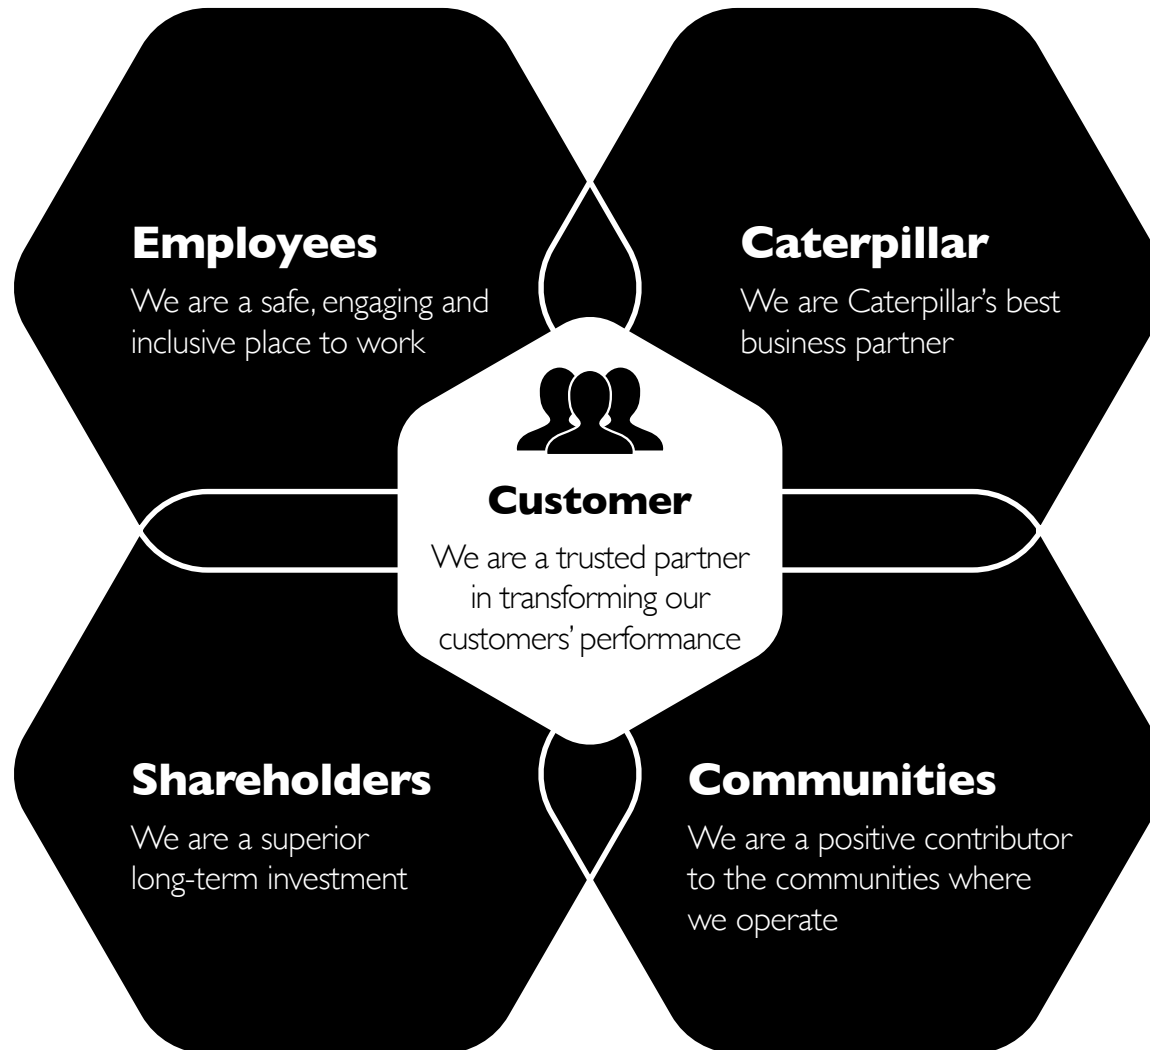 Employees
We are a safe, engaging and
inclusive place to work
Caterpillar
We are Caterpillar’s best
business partner
Customer
We are a trusted partner
in transforming our
customers’ performance
Shareholders
We are a superior
long-term investment
Communities
We are a positive contributor
to the communities where
we operate